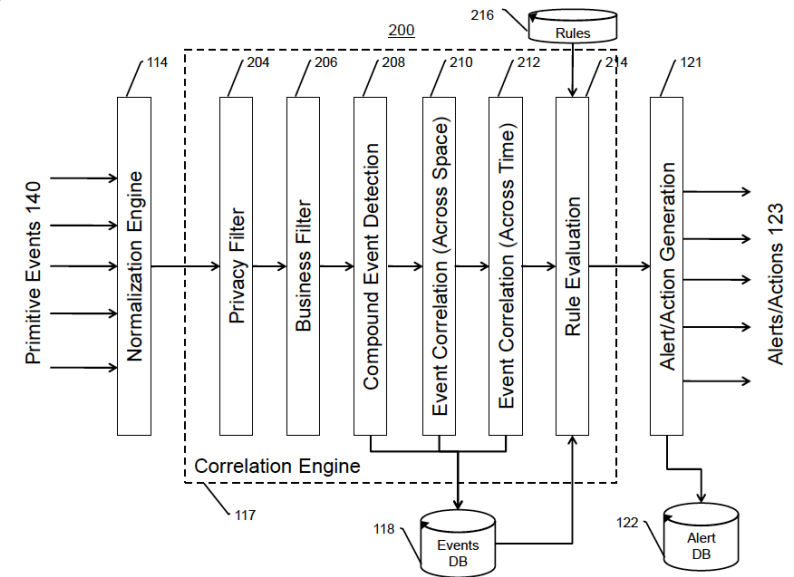 216
200
Rules
114
204
206
208
210
212
214
121
Primitive Events 140
Normalization Engine
Privacy Filter
Business Filter
Compound Event Detection
Event Correlation (Across Space)
Event Correlation (Across Time)
Rule Evaluation
Alert/Action Generation
Alerts/Actions 123
Correlation Engine
117
118
Events
DB
122
Alert
DB